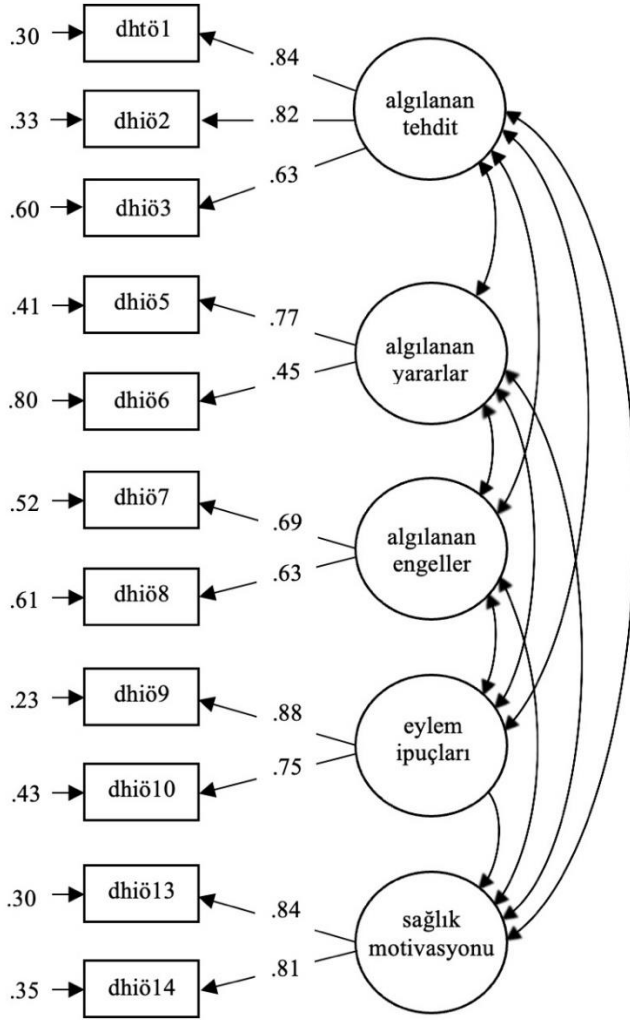 .30
dhtö1
.84
algılanan
tehdit
.33
dhiö2
.82
.60
dhiö3
.63
.41
dhiö5
.77
algılanan
yararlar
.80
dhiö6
.45
.52
dhiö7
.69
algılanan
engeller
.61
dhiö8
.63
.23
dhiö9
.88
eylem
ipuçları
.43
dhiö10
.75
.30
dhiö13
.84
sağlık
motivasyonu
.35
dhiö14
.81